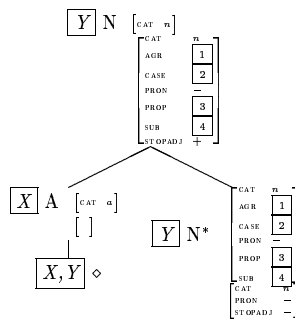 Y N [CAT n]
CAT n
AGR 1
CASE 2
PRON −
PROP 3
SUB 4
STOPADJ +
X A [CAT a]
[ ]
X, Y ◇
Y N*
CAT n
AGR 1
CASE 2
PRON −
PROP 3
SUB 4
CAT n
PRON −
STOPADJ −